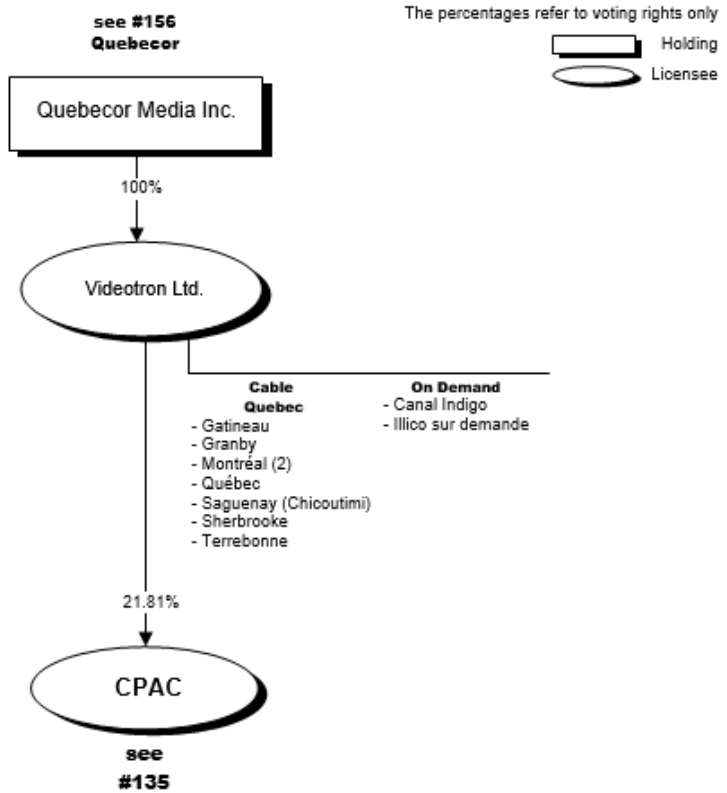 see #156
Quebecor
The percentages refer to voting rights only
Holding
Licensee
Quebecor Media Inc.
100%
Videotron Ltd.
Cable
Quebec
- Gatineau
- Granby
- Montréal (2)
- Québec
- Saguenay (Chicoutimi)
- Sherbrooke
- Terrebonne
On Demand
- Canal Indigo
- Illico sur demande
21.81%
CPAC
see
#135